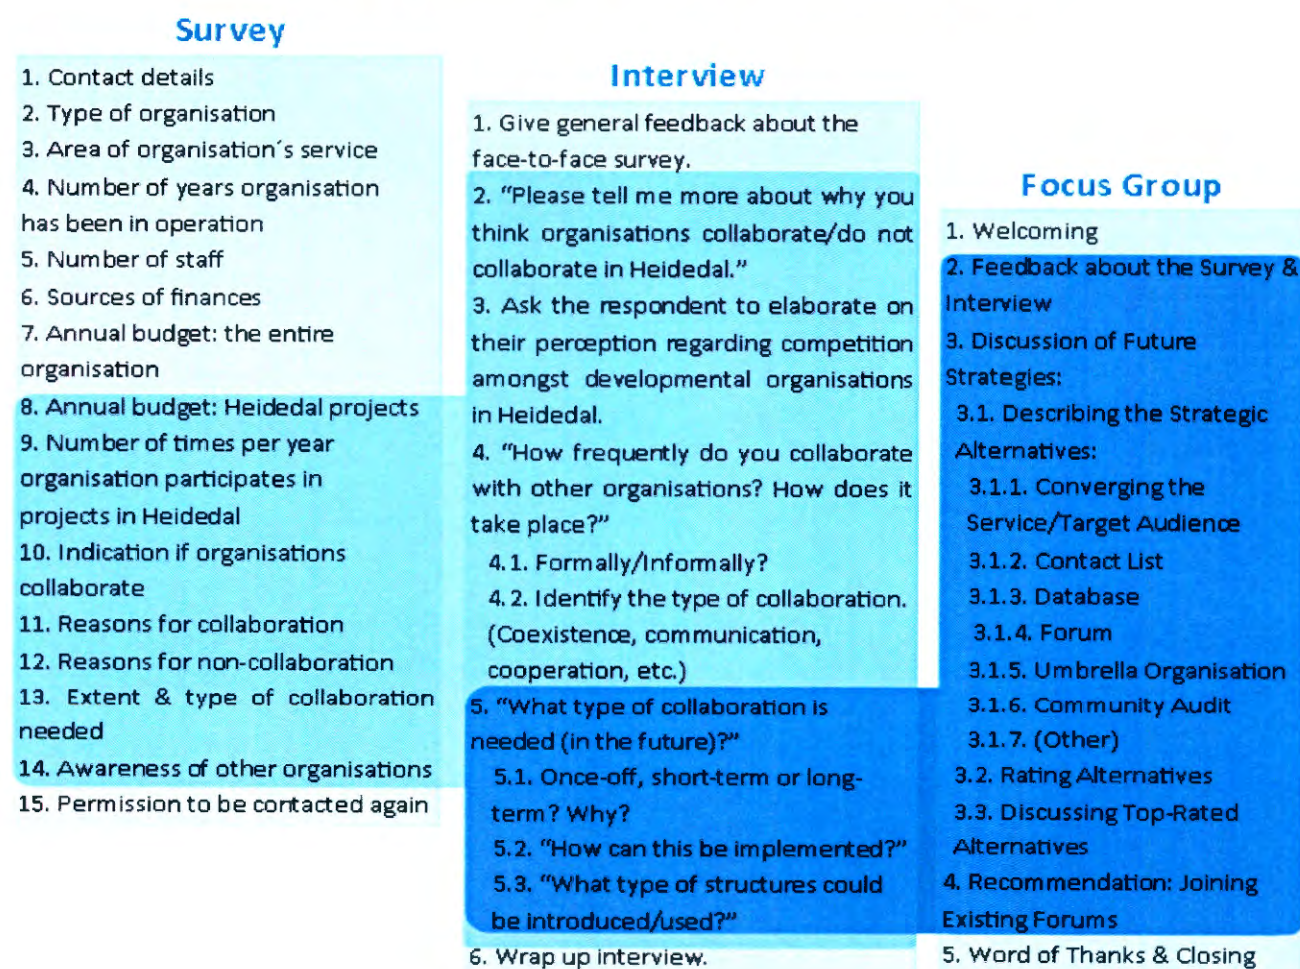 Survey
1. Contact details
2. Type of organisation
3. Area of organisation´s service
4. Number of years organisation
has been in operation
5. Number of staff
6. Sources of finances
7. Annual budget: the entire
organisation
8. Annual budget: Heidedal projects
9. Number of times per year
organisation participates in
projects in Heidedal
10. Indication if organisations
collaborate
11. Reasons for collaboration
12. Reasons for non-collaboration
13. Extent & type of collaboration
needed
14. Awareness of other organisations
15. Permission to be contacted again
Interview
1. Give general feedback about the
face-to-face survey.
2. “Please tell me more about why you
think organisations collaborate/do not
collaborate in Heidedal.”
3. Ask the respondent to elaborate on
their perception regarding competition
amongst developmental organisations
in Heidedal.
4. “How frequently do you collaborate
with other organisations? How does it
take place?”
4.1. Formally/Informally?
4.2. Identify the type of collaboration.
(Coexistence, communication,
cooperation, etc.)
5. “What type of collaboration is
needed (in the future)?”
5.1. Once-off, short-term or long-
term? Why?
5.2. “How can this be implemented?”
5.3. “What type of structures could
be introduced/used?”
6. Wrap up interview.
Focus Group
1. Welcoming
2. Feedback about the Survey &
Interview
3. Discussion of Future
Strategies:
3.1. Describing the Strategic
Alternatives:
3.1.1. Converging the
Service/Target Audience
3.1.2. Contact List
3.1.3. Database
3.1.4. Forum
3.1.5. Umbrella Organisation
3.1.6. Community Audit
3.1.7. (Other)
3.2. Rating Alternatives
3.3. Discussing Top-Rated
Alternatives
4. Recommendation: Joining
Existing Forums
5. Word of Thanks & Closing